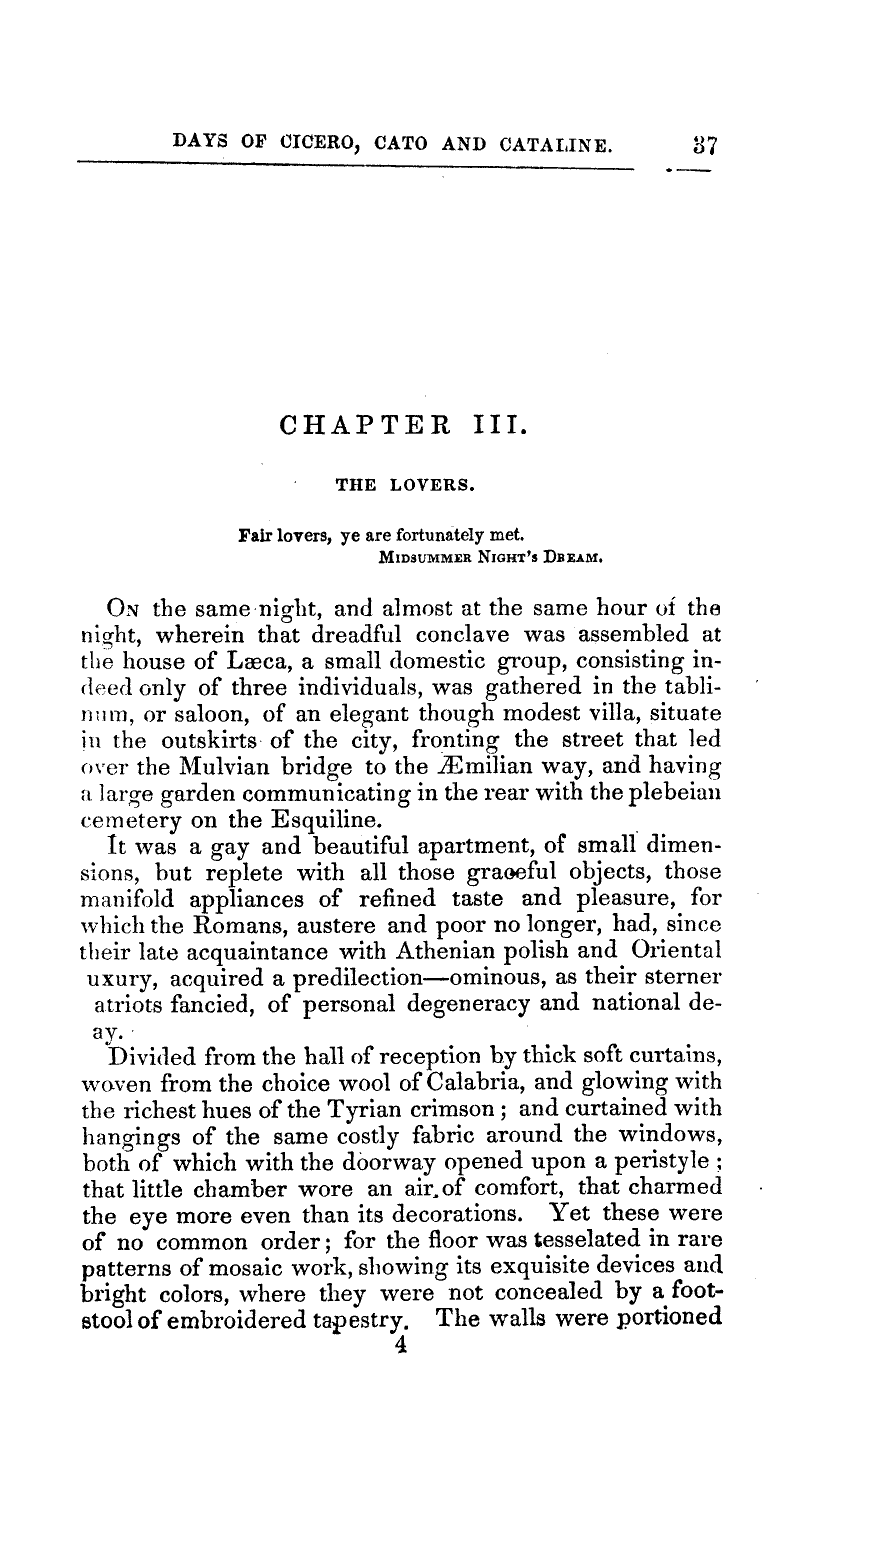 DAYS OF CICERO, CATO AND CATALINE. 37
CHAPTER III.
THE LOVERS.
Fair lovers, ye are fortunately met.
MIDSUMMER NIGHT'S DREAM.
ON the same night, and almost at the same hour of the
night, wherein that dreadful conclave was assembled at
the house of Læca, a small domestic group, consisting in-
deed only of three individuals, was gathered in the tabli-
num, or saloon, of an elegant though modest villa, situate
in the outskirts of the city, fronting the street that led
over the Mulvian bridge to the Æmilian way, and having
a large garden communicating in the rear with the plebeian
cemetery on the Esquiline.
It was a gay and beautiful apartment, of small dimen-
sions, but replete with all those graceful objects, those
manifold appliances of refined taste and pleasure, for
which the Romans, austere and poor no longer, had, since
their late acquaintance with Athenian polish and Oriental
uxury, acquired a predilection—ominous, as their sterner
atriots fancied, of personal degeneracy and national de-
ay.
Divided from the hall of reception by thick soft curtains,
woven from the choice wool of Calabria, and glowing with
the richest hues of the Tyrian crimson; and curtained with
hangings of the same costly fabric around the windows,
both of which with the doorway opened upon a peristyle;
that little chamber wore an air of comfort, that charmed
the eye more even than its decorations. Yet these were
of no common order; for the floor was tesselated in rare
patterns of mosaic work, showing its exquisite devices and
bright colors, where they were not concealed by a foot-
stool of embroidered tapestry. The walls were portioned
4